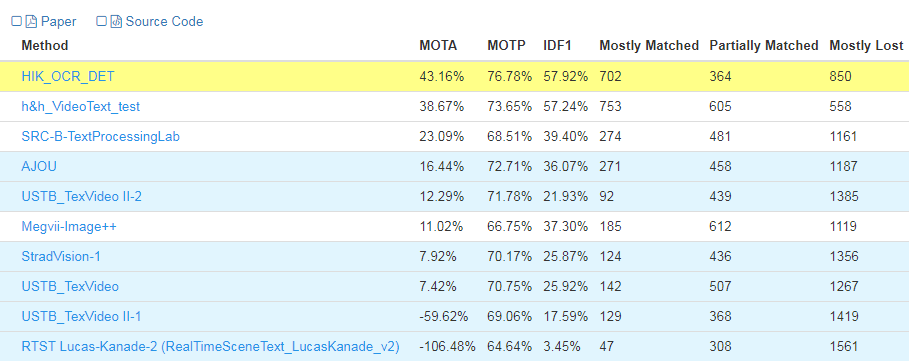 Paper Source Code
Method MOTA MOTP IDF1 Mostly Matched Partially Matched Mostly Lost
HIK_OCR_DET 43.16% 76.78% 57.92% 702 364 850
h&h_VideoText_test 38.67% 73.65% 57.24% 753 605 558
SRC-B-TextProcessingLab 23.09% 68.51% 39.40% 274 481 1161
AJOU 16.44% 72.71% 36.07% 271 458 1187
USTB_TexVideo II-2 12.29% 71.78% 21.93% 92 439 1385
Megvii-Image++ 11.02% 66.75% 37.30% 185 612 1119
StradVision-1 7.92% 70.17% 25.87% 124 436 1356
USTB_TexVideo 7.42% 70.75% 25.92% 142 507 1267
USTB_TexVideo II-1 -59.62% 69.06% 17.59% 129 368 1419
RTST Lucas-Kanade-2 (RealTimeSceneText_LucasKanade_v2) -106.48% 64.64% 3.45% 47 308 1561